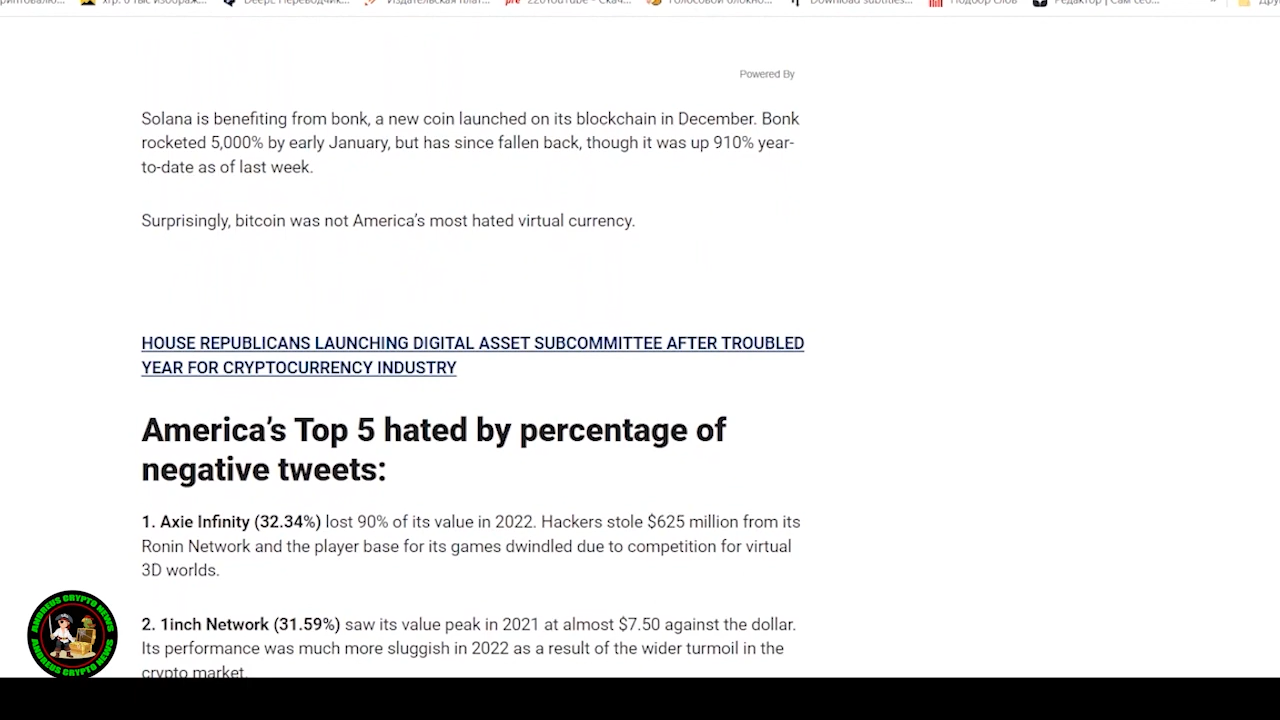 Powered By
Solana is benefiting from bonk, a new coin launched on its blockchain in December. Bonk
rocketed 5,000% by early January, but has since fallen back, though it was up 910% year-
to-date as of last week.
Surprisingly, bitcoin was not America’s most hated virtual currency.
HOUSE REPUBLICANS LAUNCHING DIGITAL ASSET SUBCOMMITTEE AFTER TROUBLED
YEAR FOR CRYPTOCURRENCY INDUSTRY
America’s Top 5 hated by percentage of
negative tweets:
1. Axie Infinity (32.34%) lost 90% of its value in 2022. Hackers stole $625 million from its
Ronin Network and the player base for its games dwindled due to competition for virtual
3D worlds.
2. 1inch Network (31.59%) saw its value peak in 2021 at almost $7.50 against the dollar.
Its performance was much more sluggish in 2022 as a result of the wider turmoil in the
crypto market.
ANDREUS CRYPTO NEWS
ANDREUS CRYPTO NEWS